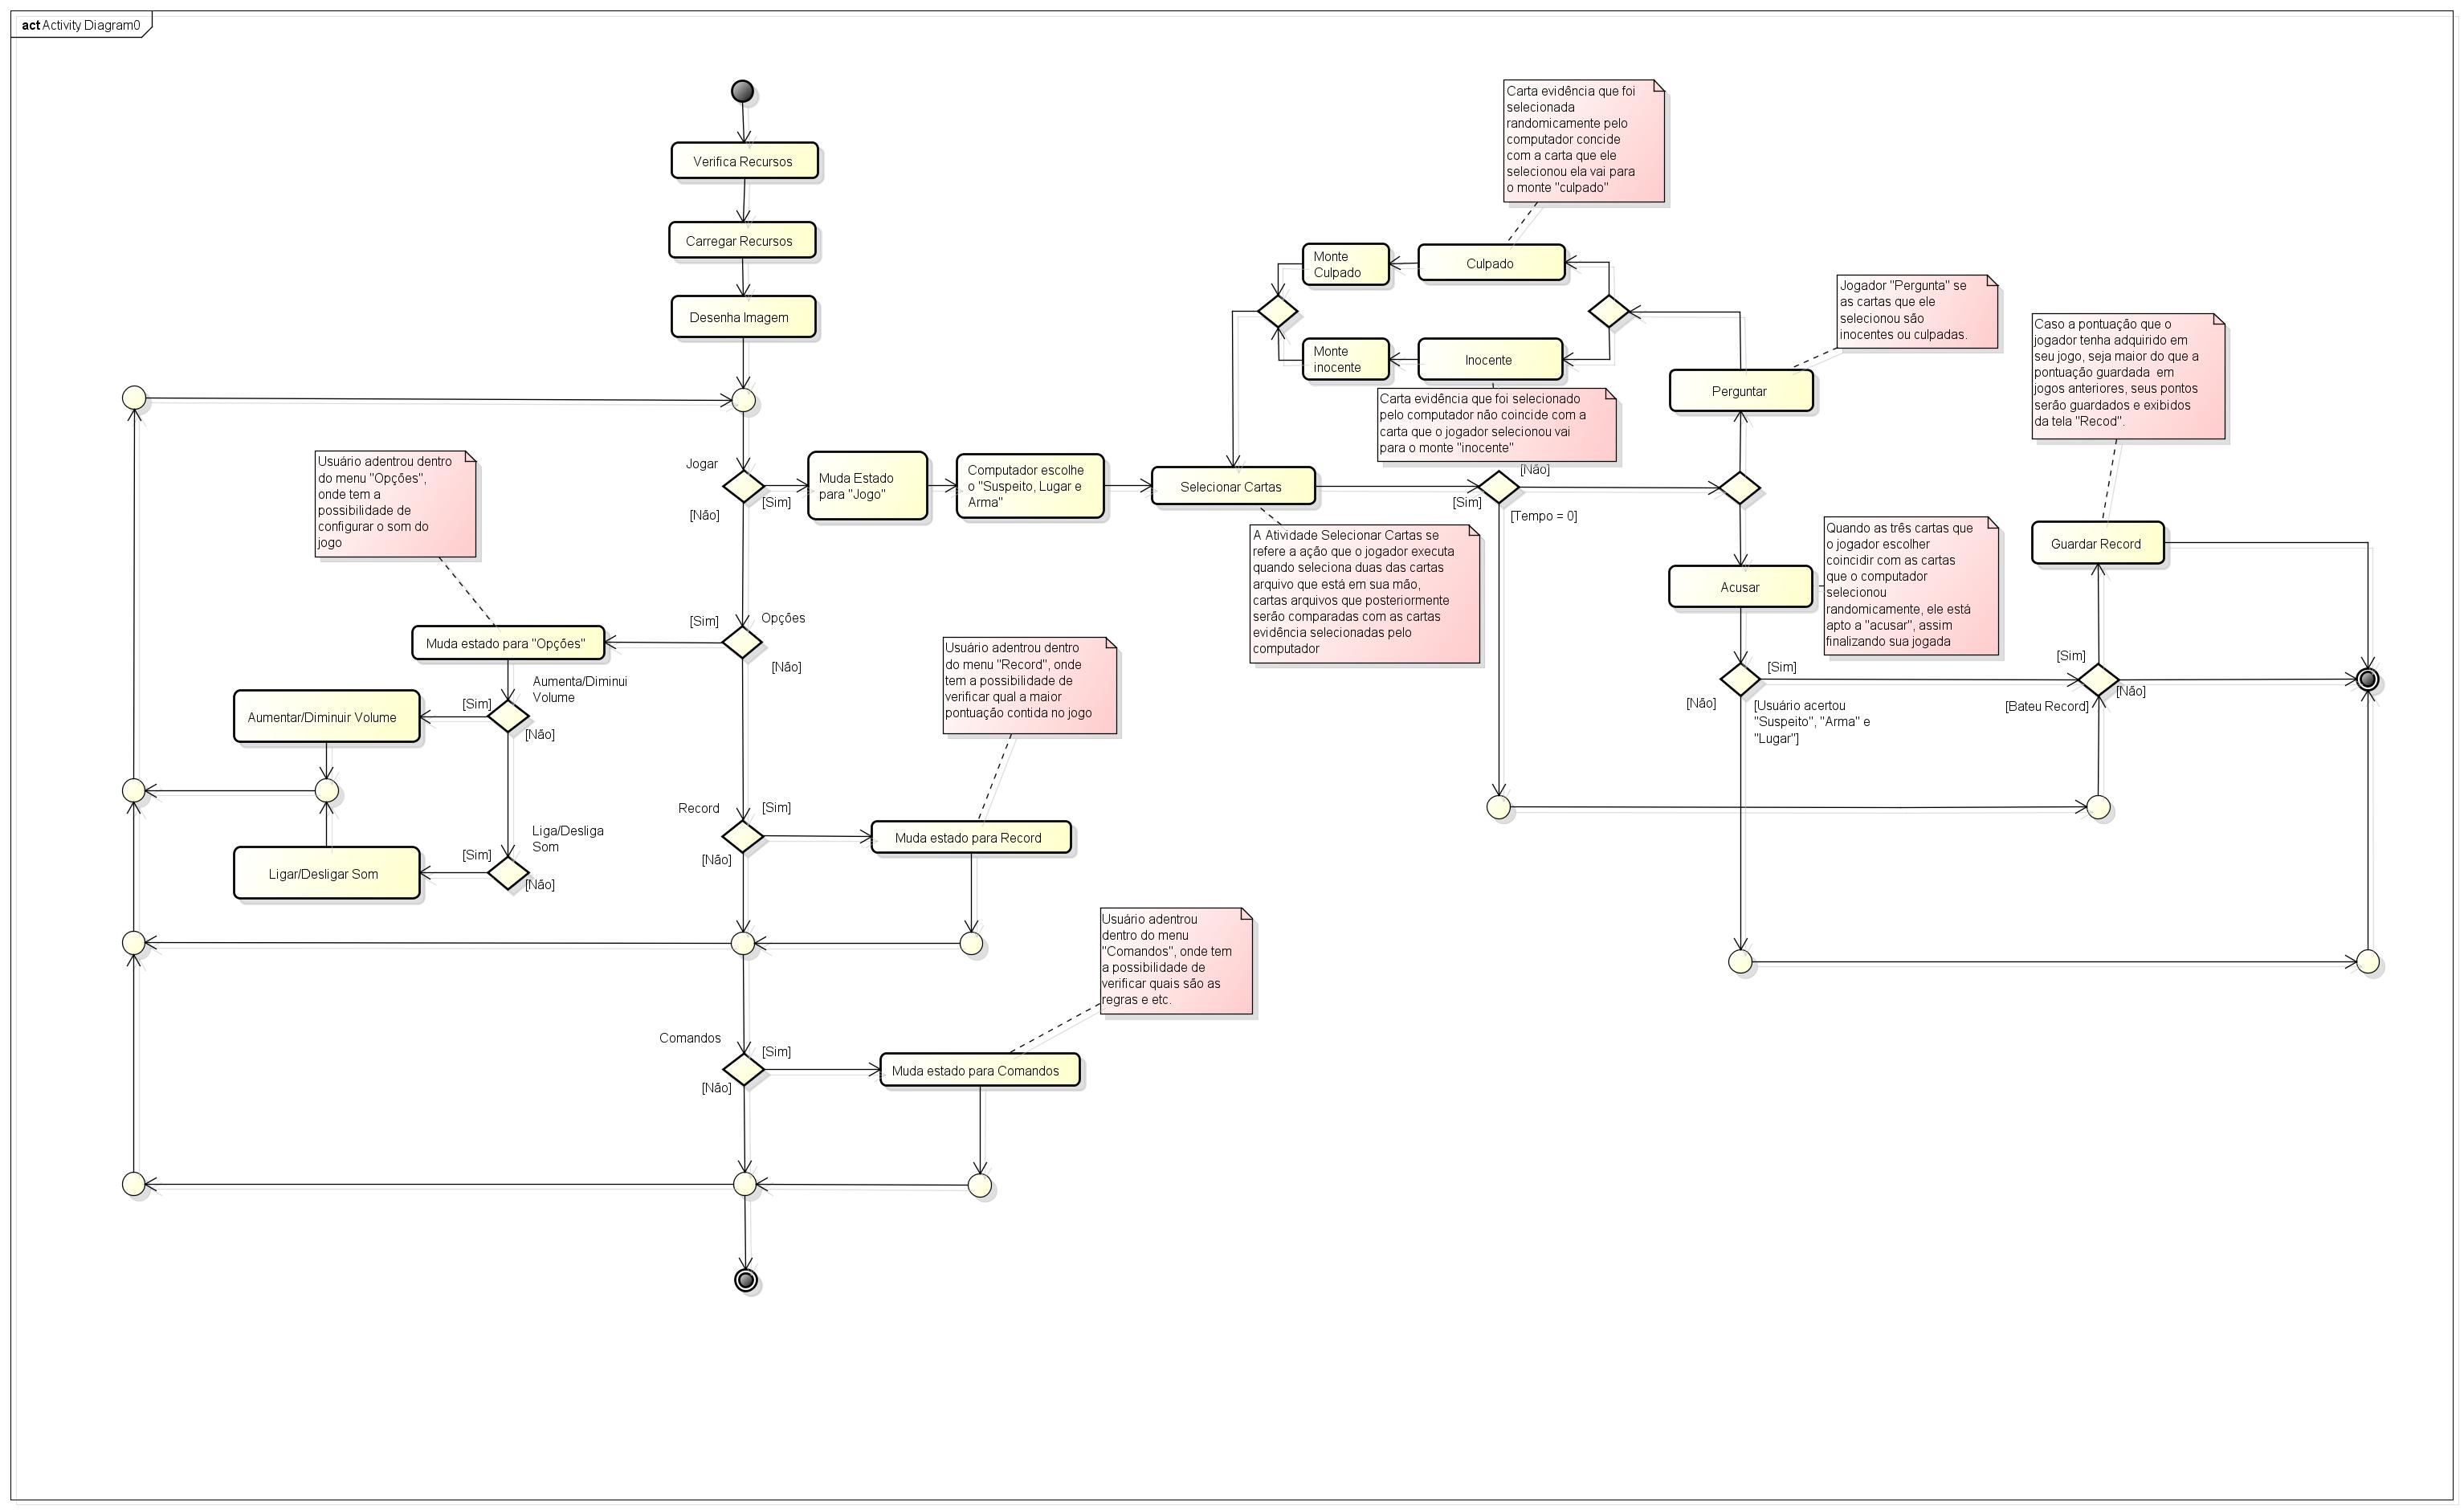 act Activity Diagram0
Carta evidência que foi
selecionada
randomicamente pelo
computador concide
com a carta que ele
selecionou ela vai para
o monte "culpado"
Verifica Recursos
Carregar Recursos
Desenha Imagem
Monte
Culpado
Culpado
Monte
inocente
Inocente
Jogador "Pergunta" se
as cartas que ele
selecionou são
inocentes ou culpadas.
Caso a pontuação que o
jogador tenha adquirido em
seu jogo, seja maior do que a
pontuação guardada  em
jogos anteriores, seus pontos
serão guardados e exibidos
da tela "Recod".
Perguntar
Carta evidência que foi selecionado
pelo computador não coincide com a
carta que o jogador selecionou vai
para o monte "inocente"
Usuário adentrou dentro
do menu "Opções",
onde tem a
possibilidade de
configurar o som do
jogo
Jogar
[Sim]
[Não]
Muda Estado
para "Jogo"
Computador escolhe
o "Suspeito, Lugar e
Arma"
Selecionar Cartas
[Não]
[Sim]
[Tempo = 0]
A Atividade Selecionar Cartas se
refere a ação que o jogador executa
quando seleciona duas das cartas
arquivo que está em sua mão,
cartas arquivos que posteriormente
serão comparadas com as cartas
evidência selecionadas pelo
computador
Quando as três cartas que
o jogador escolher
coincidir com as cartas
que o computador
selecionou
randomicamente, ele está
apto a "acusar", assim
finalizando sua jogada
Guardar Record
Acusar
[Sim]
Opções
[Não]
Muda estado para "Opções"
Usuário adentrou dentro
do menu "Record", onde
tem a possibilidade de
verificar qual a maior
pontuação contida no jogo
[Sim]
[Não]
[Usuário acertou
"Suspeito", "Arma" e
"Lugar"]
[Sim]
[Não]
[Bateu Record]
Aumenta/Diminui
Volume
[Sim]
[Não]
Aumentar/Diminuir Volume
Record
[Sim]
[Não]
Muda estado para Record
Liga/Desliga
Som
[Sim]
[Não]
Ligar/Desligar Som
Usuário adentrou
dentro do menu
"Comandos", onde tem
a possibilidade de
verificar quais são as
regras e etc.
Comandos
[Sim]
[Não]
Muda estado para Comandos